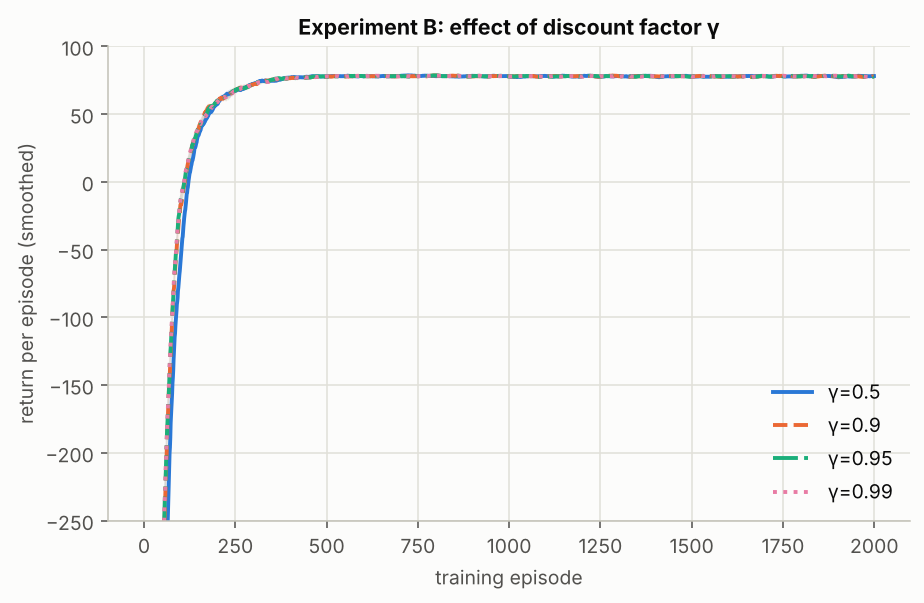 Experiment B: effect of discount factor γ
return per episode (smoothed)
100
50
0
−50
−100
−150
−200
−250
γ=0.5
γ=0.9
γ=0.95
γ=0.99
0 250 500 750 1000 1250 1500 1750 2000
training episode